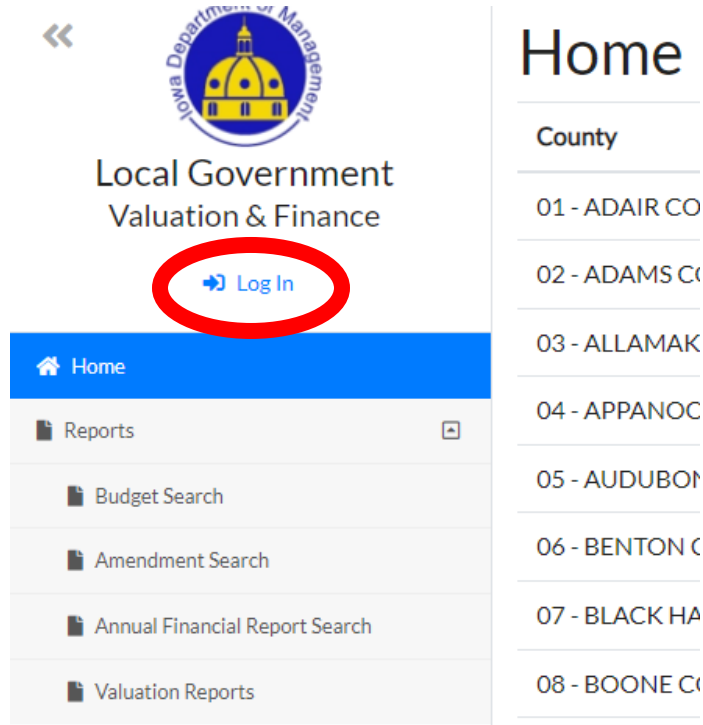 Iowa Department of Management
Local Government
Valuation & Finance
Log In
Home
Reports
Budget Search
Amendment Search
Annual Financial Report Search
Valuation Reports
Home
County
01 - ADAIR CO
02 - ADAMS C
03 - ALLAMAK
04 - APPANOO
05 - AUDUBON
06 - BENTON C
07 - BLACK HA
08 - BOONE C